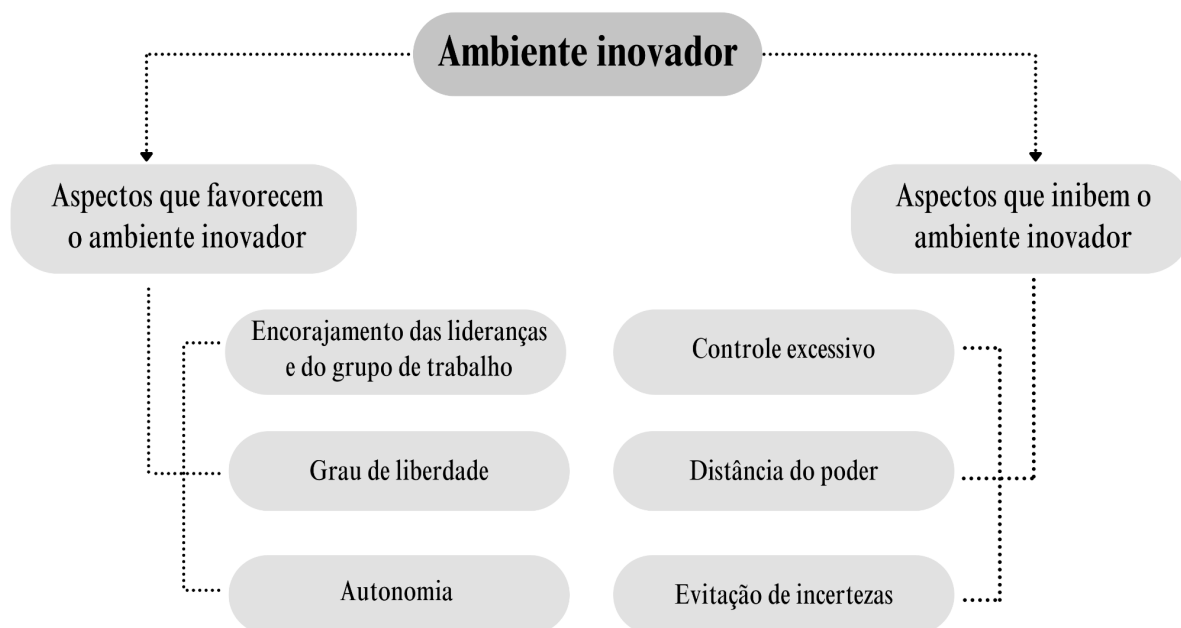 Ambiente inovador
Aspectos que favorecem
o ambiente inovador
Aspectos que inibem o
ambiente inovador
Encorajamento das lideranças
e do grupo de trabalho
Controle excessivo
Grau de liberdade
Distância do poder
Autonomia
Evitação de incertezas